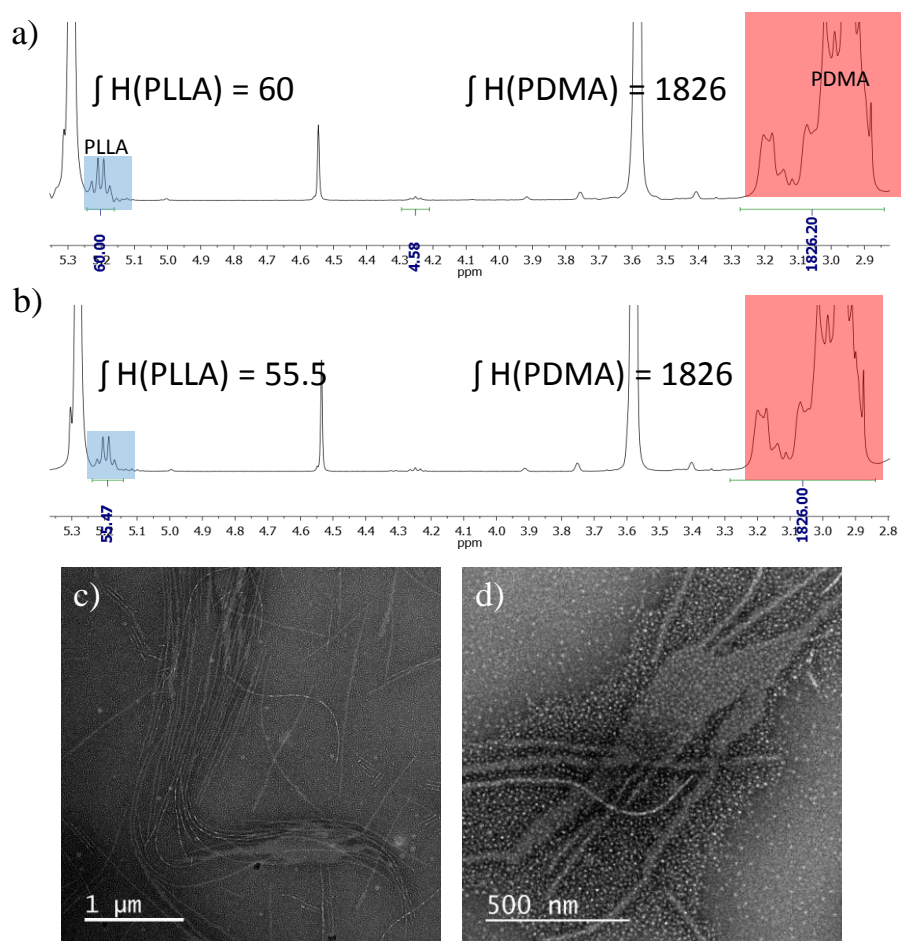 a)
∫ H(PLLA) = 60
∫ H(PDMA) = 1826
PDMA
PLLA
60.00
4.58
1826.20
5.3 5.2 5.1 5.0 4.9 4.8 4.7 4.6 4.5 4.4 4.3 4.2 4.1 4.0 3.9 3.8 3.7 3.6 3.5 3.4 3.3 3.2 3.1 3.0 2.9
ppm
b)
∫ H(PLLA) = 55.5
∫ H(PDMA) = 1826
55.47
1826.00
5.3 5.2 5.1 5.0 4.9 4.8 4.7 4.6 4.5 4.4 4.3 4.2 4.1 4.0 3.9 3.8 3.7 3.6 3.5 3.4 3.3 3.2 3.1 3.0 2.9 2.8
ppm
c)
1 µm
d)
500 nm